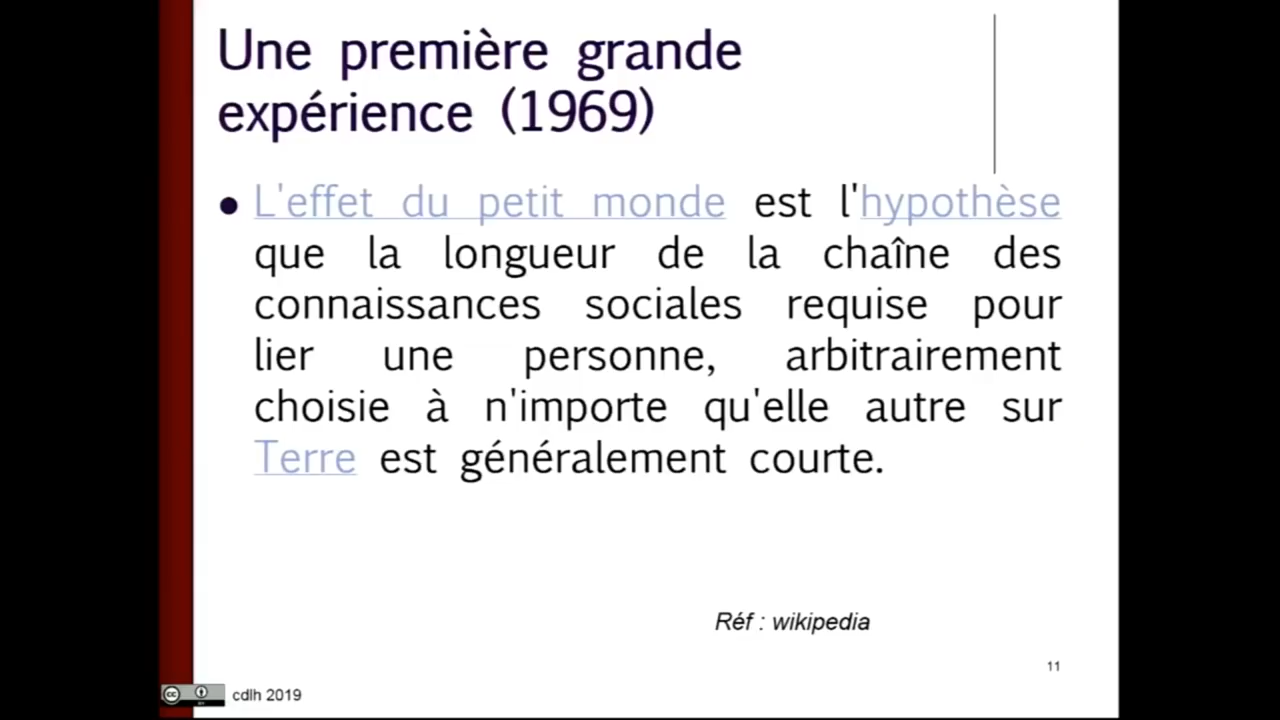 Une première grande
expérience (1969)
● L'effet du petit monde est l'hypothèse
que la longueur de la chaîne des
connaissances sociales requise pour
lier une personne, arbitrairement
choisie à n'importe qu'elle autre sur
Terre est généralement courte.
Réf : wikipedia
11
cc BY cdlh 2019